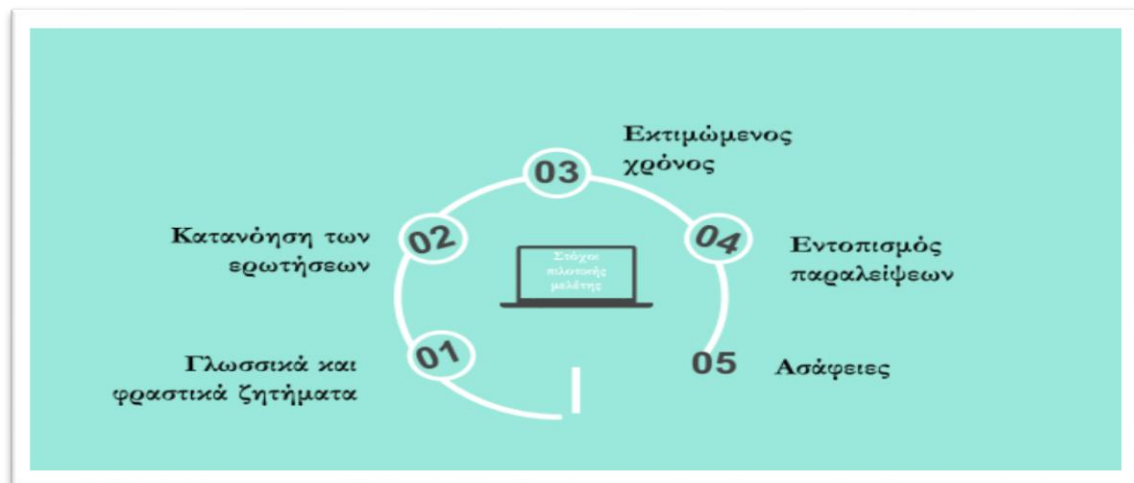 03
Εκτιμώμενος
χρόνος
02
Κατανόηση των
ερωτήσεων
04
Εντοπισμός
παραλείψεων
Στόχοι
πιλοτικής
μελέτης
01
Γλωσσικά και
φραστικά ζητήματα
05
Ασάφειες